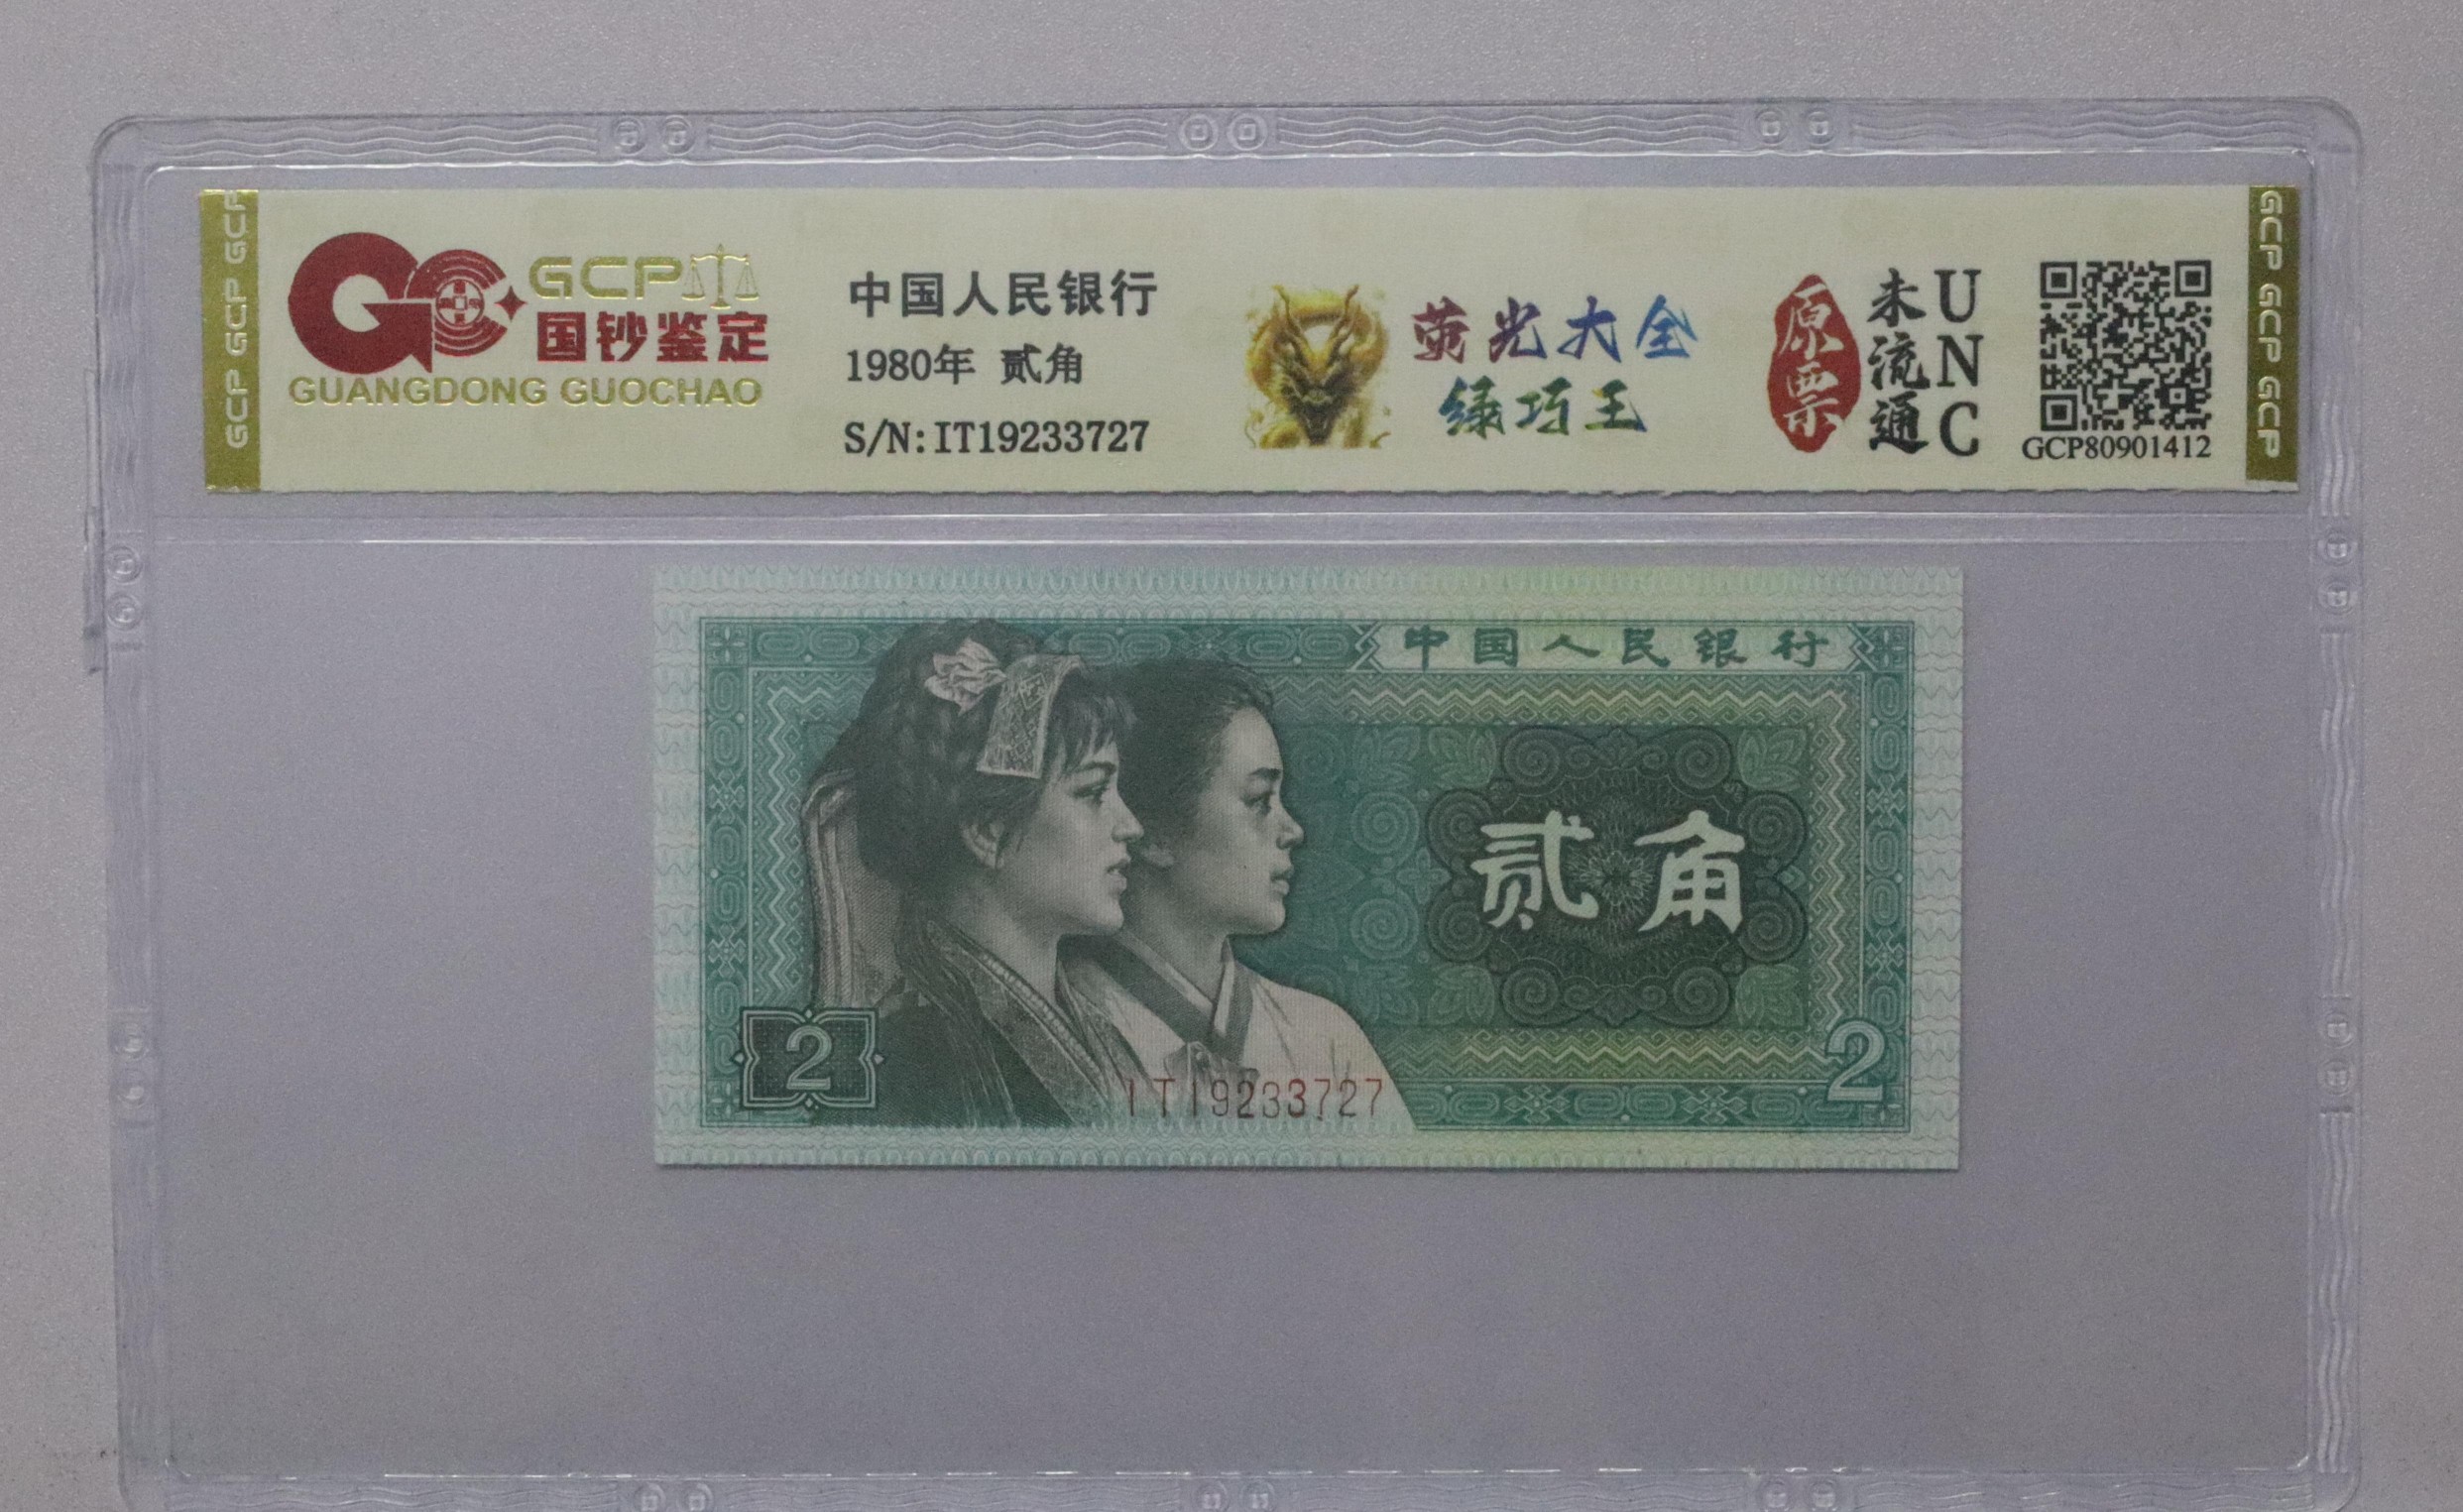 GCP GCP GCP
GCP
国钞鉴定
GUANGDONG GUOCHAO
中国人民银行
1980年 贰角
S/N:IT19233727
萤光大全
绿巧王
原票
未流通
UNC
GCP80901412
GCP GCP GCP GCP
中国人民银行
贰角
2
2
IT19233727